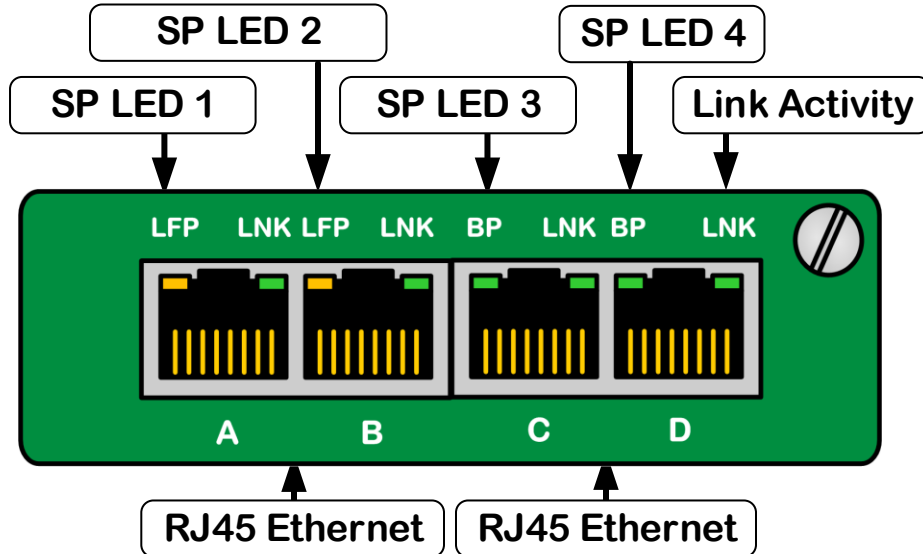 SP LED 2
SP LED 4
SP LED 1
SP LED 3
Link Activity
LFP LNK LFP LNK BP LNK BP LNK
A B C D
RJ45 Ethernet RJ45 Ethernet